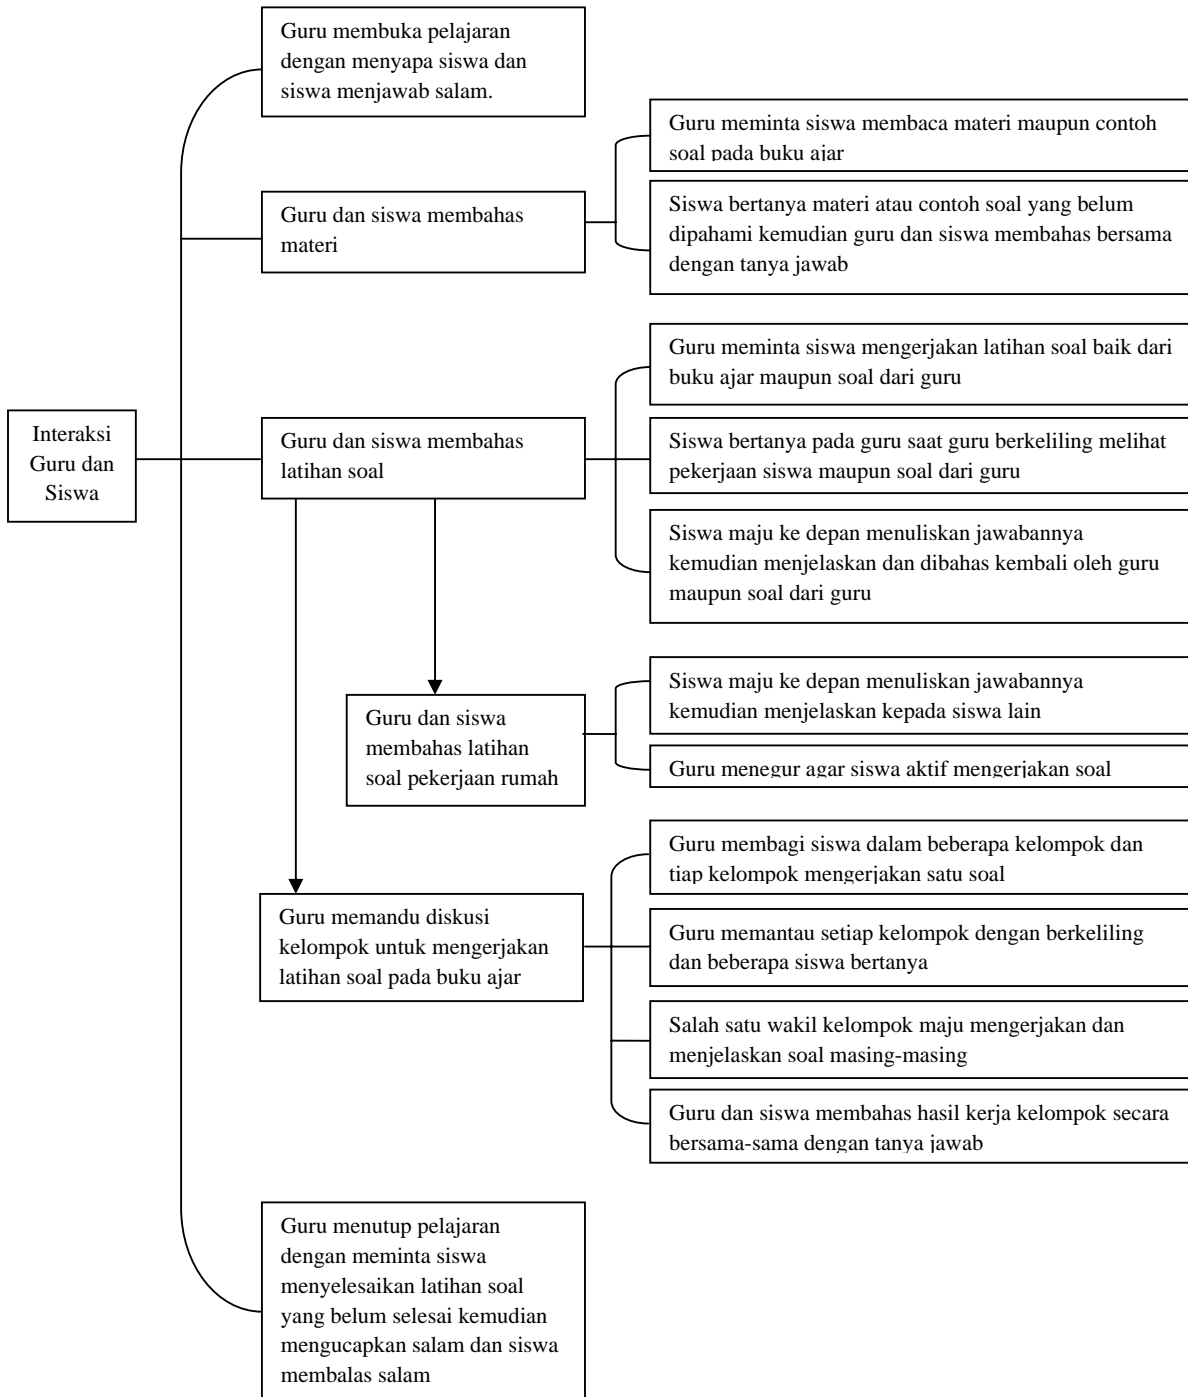 Guru membuka pelajaran
dengan menyapa siswa dan
siswa menjawab salam.
Guru meminta siswa membaca materi maupun contoh
soal pada buku ajar
Guru dan siswa membahas
materi
Siswa bertanya materi atau contoh soal yang belum
dipahami kemudian guru dan siswa membahas bersama
dengan tanya jawab
Guru meminta siswa mengerjakan latihan soal baik dari
buku ajar maupun soal dari guru
Interaksi
Guru dan
Siswa
Guru dan siswa membahas
latihan soal
Siswa bertanya pada guru saat guru berkeliling melihat
pekerjaan siswa maupun soal dari guru
Siswa maju ke depan menuliskan jawabannya
kemudian menjelaskan dan dibahas kembali oleh guru
maupun soal dari guru
Guru dan siswa
membahas latihan
soal pekerjaan rumah
Siswa maju ke depan menuliskan jawabannya
kemudian menjelaskan kepada siswa lain
Guru menegur agar siswa aktif mengerjakan soal
Guru memandu diskusi
kelompok untuk mengerjakan
latihan soal pada buku ajar
Guru membagi siswa dalam beberapa kelompok dan
tiap kelompok mengerjakan satu soal
Guru memantau setiap kelompok dengan berkeliling
dan beberapa siswa bertanya
Salah satu wakil kelompok maju mengerjakan dan
menjelaskan soal masing-masing
Guru dan siswa membahas hasil kerja kelompok secara
bersama-sama dengan tanya jawab
Guru menutup pelajaran
dengan meminta siswa
menyelesaikan latihan soal
yang belum selesai kemudian
mengucapkan salam dan siswa
membalas salam